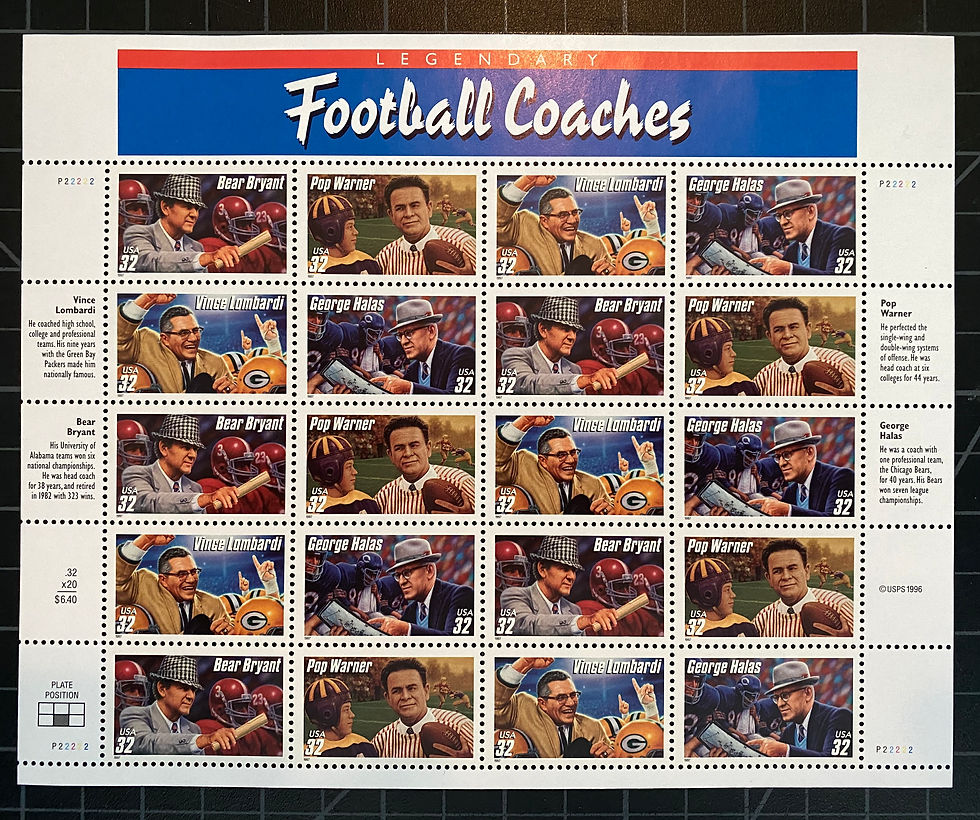 LEGENDARY
Football Coaches
P22222
P22222
Bear Bryant
USA
32
Pop Warner
USA
32
Vince Lombardi
USA
32
G
George Halas
USA
32
Vince
Lombardi
He coached high school,
college and professional
teams. His nine years
with the Green Bay
Packers made him
nationally famous.
Vince Lombardi
USA
32
G
George Halas
USA
32
Bear Bryant
USA
32
Pop Warner
USA
32
Pop
Warner
He perfected the
single-wing and
double-wing systems
of offense. He was
head coach at six
colleges for 44 years.
Bear
Bryant
His University of
Alabama teams won six
national championships.
He was head coach
for 38 years, and retired
in 1982 with 323 wins.
Bear Bryant
USA
32
Pop Warner
USA
32
Vince Lombardi
USA
32
G
George Halas
USA
32
George
Halas
He was a coach with
one professional team,
the Chicago Bears,
for 40 years. His Bears
won seven league
championships.
.32
x20
$6.40
Vince Lombardi
USA
32
G
George Halas
USA
32
Bear Bryant
USA
32
Pop Warner
USA
32
©USPS 1996
PLATE
POSITION
P22222
Bear Bryant
USA
32
Pop Warner
USA
32
Vince Lombardi
USA
32
G
George Halas
USA
32
P22222